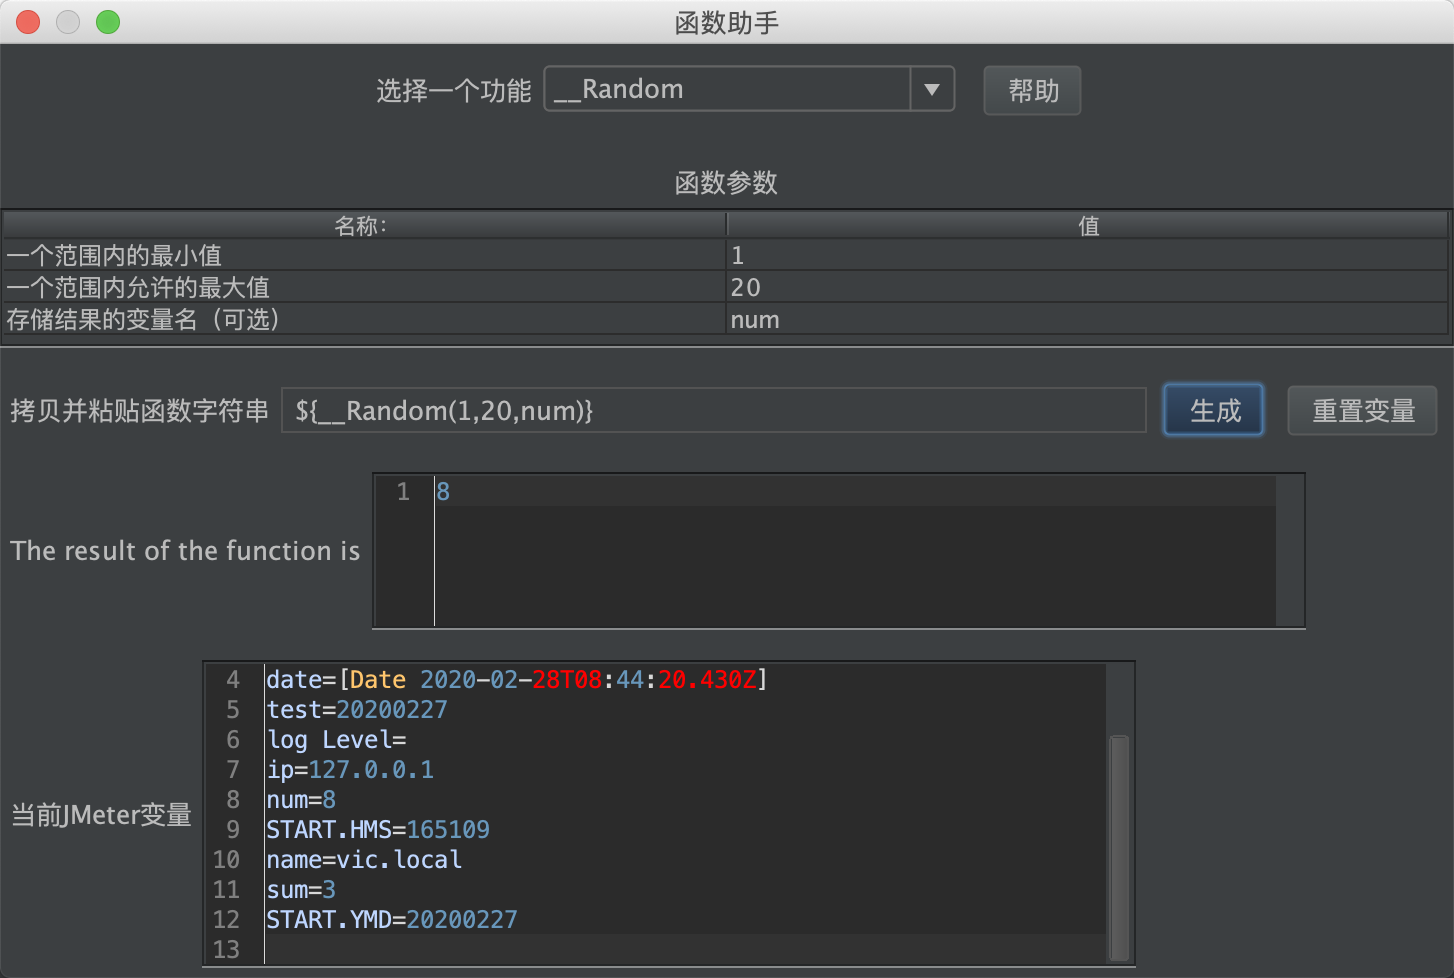 函数助手
选择一个功能 __Random 帮助
函数参数
名称: 值
一个范围内的最小值 1
一个范围内允许的最大值 20
存储结果的变量名（可选） num
拷贝并粘贴函数字符串 ${__Random(1,20,num)} 生成 重置变量
1 8
The result of the function is
4 date=[Date 2020-02-28T08:44:20.430Z]
5 test=20200227
6 log Level=
7 ip=127.0.0.1
8 num=8
当前JMeter变量
9 START.HMS=165109
10 name=vic.local
11 sum=3
12 START.YMD=20200227
13